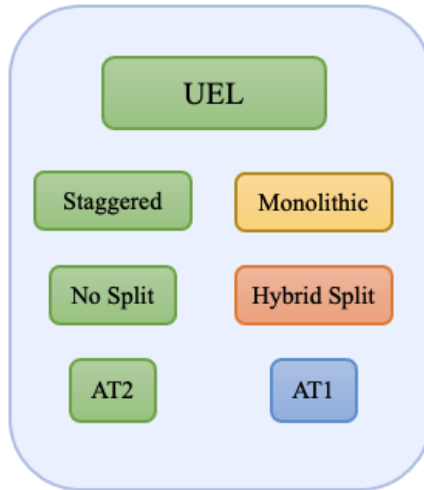 UEL
Staggered
Monolithic
No Split
Hybrid Split
AT2
AT1